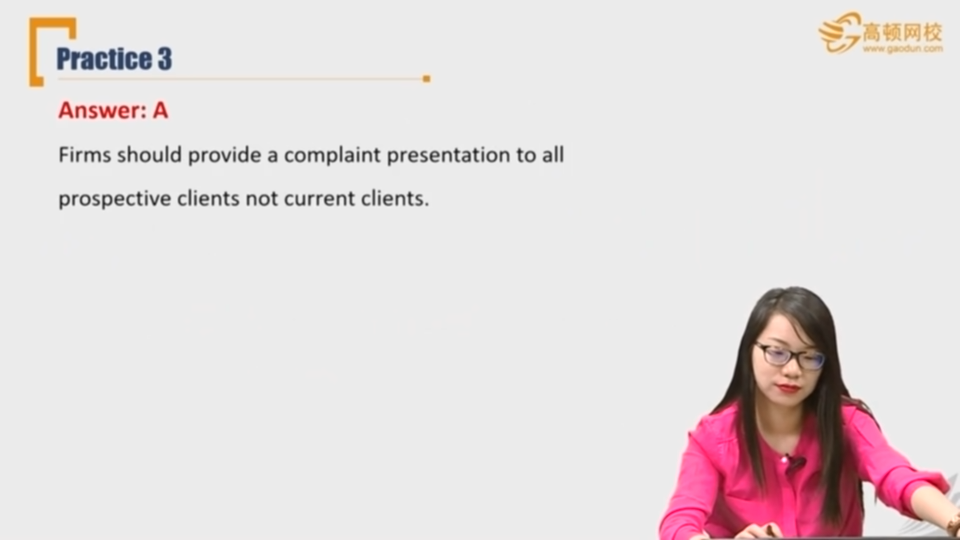 Practice 3
高顿网校
www.gaodun.com
Answer: A
Firms should provide a complaint presentation to all
prospective clients not current clients.